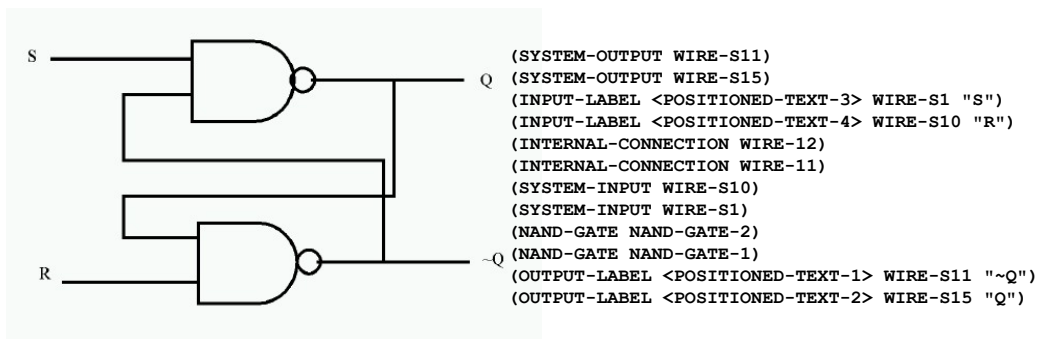 S
Q
R
~Q
(SYSTEM-OUTPUT WIRE-S11)
(SYSTEM-OUTPUT WIRE-S15)
(INPUT-LABEL <POSITIONED-TEXT-3> WIRE-S1 "S")
(INPUT-LABEL <POSITIONED-TEXT-4> WIRE-S10 "R")
(INTERNAL-CONNECTION WIRE-12)
(INTERNAL-CONNECTION WIRE-11)
(SYSTEM-INPUT WIRE-S10)
(SYSTEM-INPUT WIRE-S1)
(NAND-GATE NAND-GATE-2)
(NAND-GATE NAND-GATE-1)
(OUTPUT-LABEL <POSITIONED-TEXT-1> WIRE-S11 "~Q")
(OUTPUT-LABEL <POSITIONED-TEXT-2> WIRE-S15 "Q")